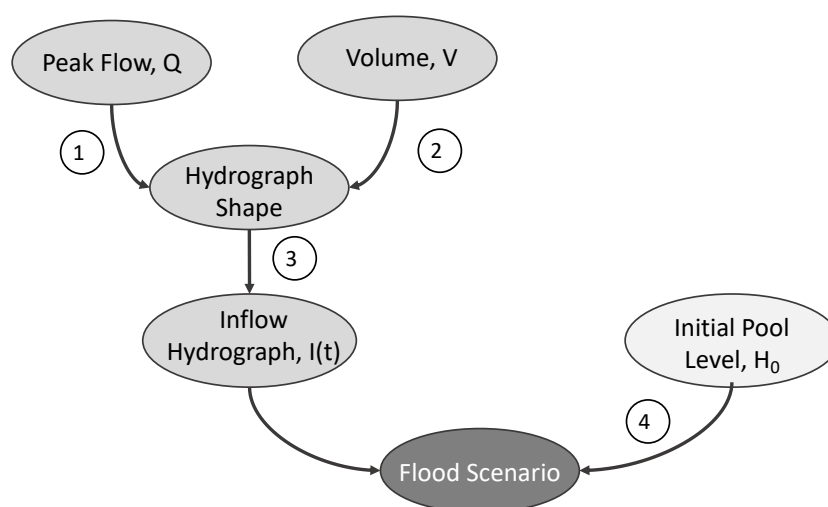 Peak Flow, Q
Volume, V
1
2
Hydrograph
Shape
3
Inflow
Hydrograph, I(t)
Initial Pool
Level, H₀
4
Flood Scenario